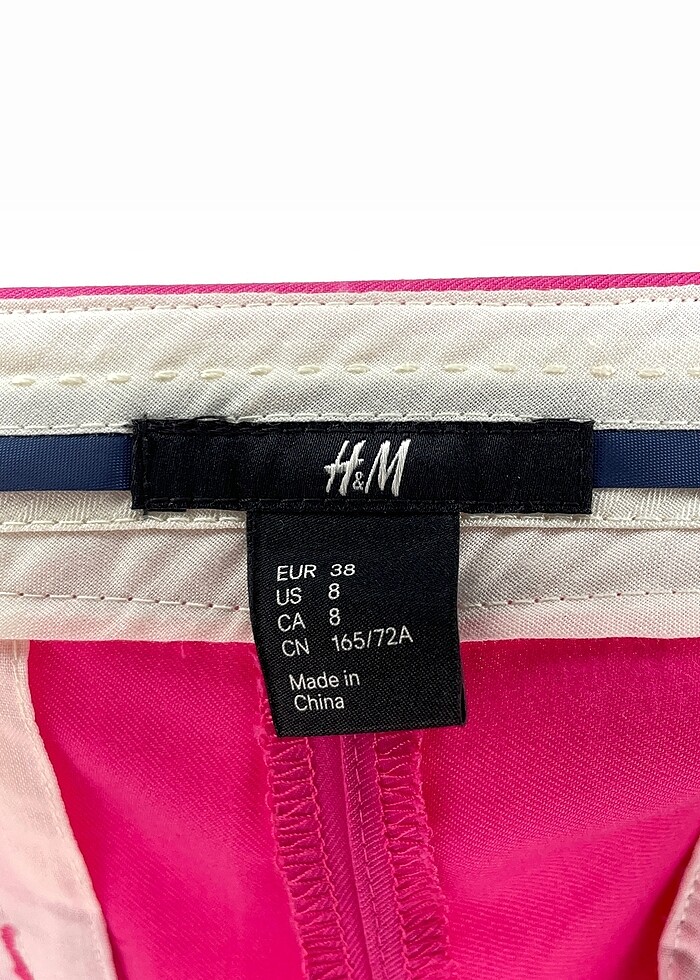 H&M
EUR 38
US 8
CA 8
CN 165/72A
Made in
China